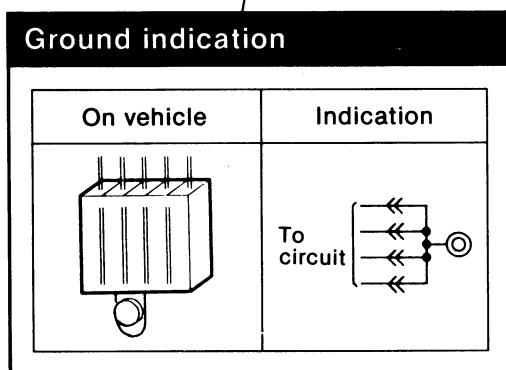 Ground indication
On vehicle
Indication
To
circuit